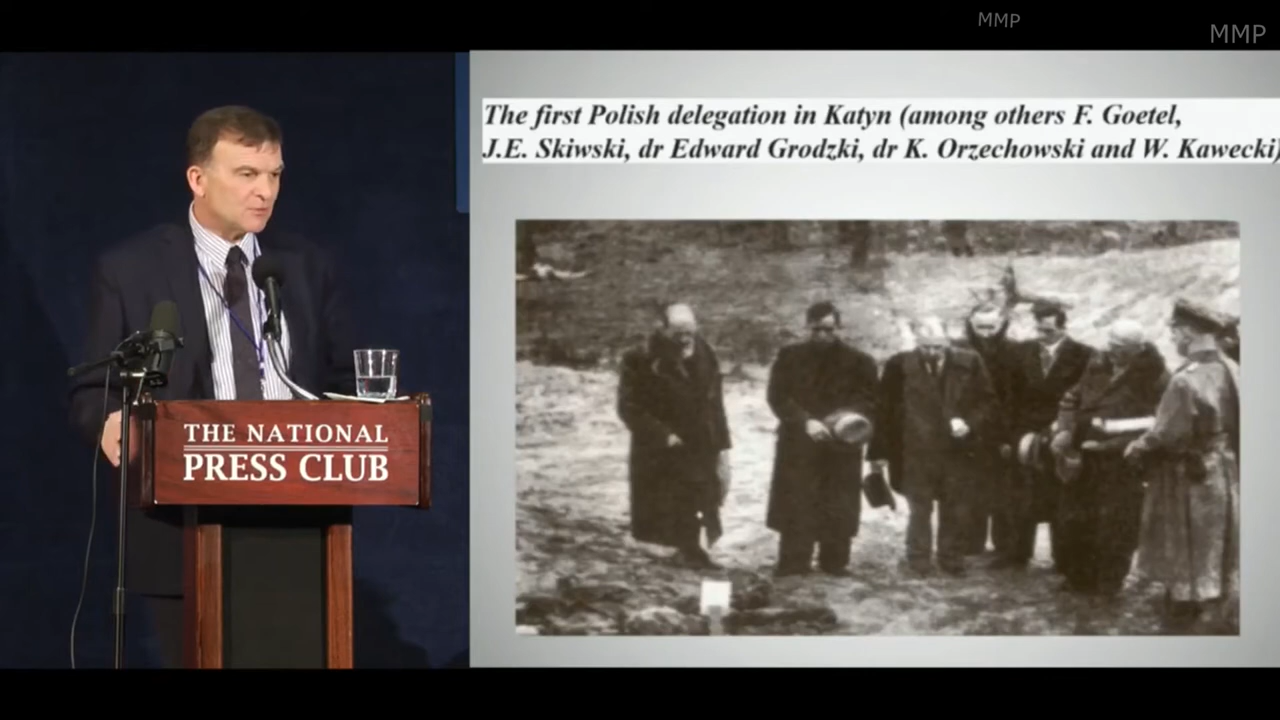 MMP
MMP
The first Polish delegation in Katyn (among others F. Goetel,
J.E. Skiwski, dr Edward Grodzki, dr K. Orzechowski and W. Kawecki)
THE NATIONAL
PRESS CLUB